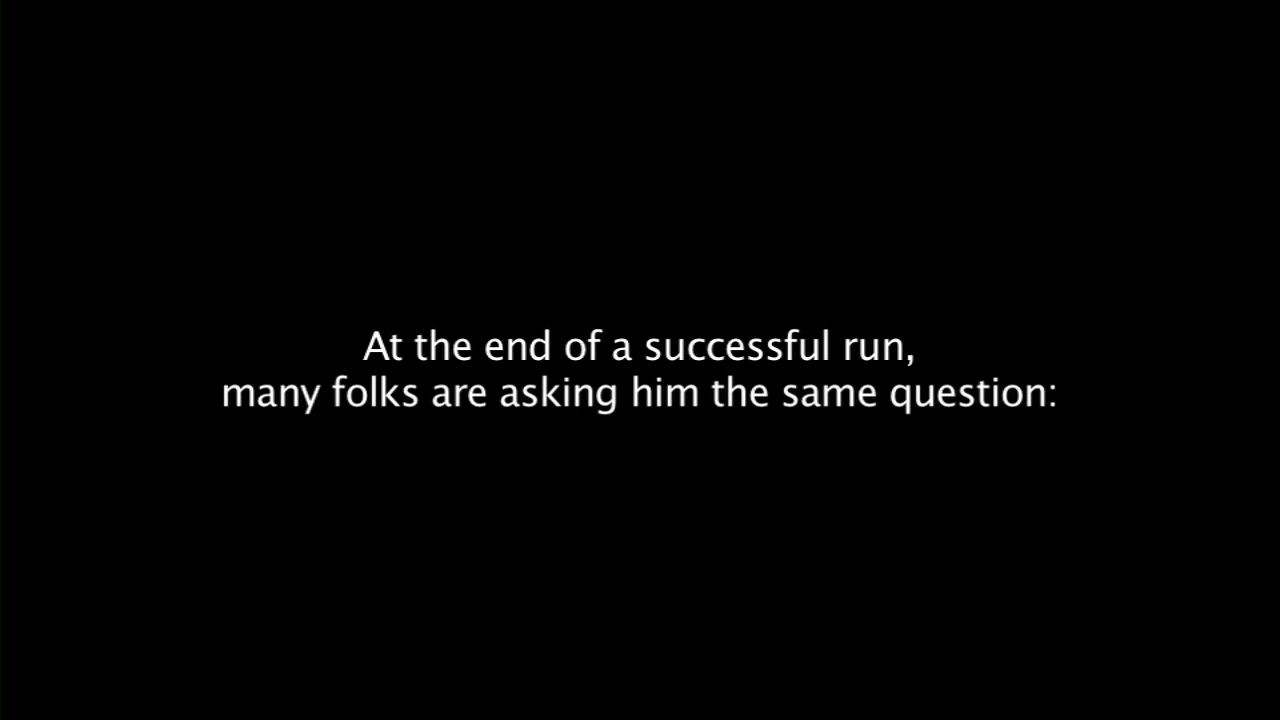 At the end of a successful run,
many folks are asking him the same question: